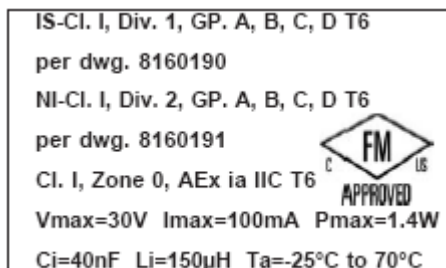 IS-Cl. I, Div. 1, GP. A, B, C, D T6
per dwg. 8160190
NI-Cl. I, Div. 2, GP. A, B, C, D T6
per dwg. 8160191
Cl. I, Zone 0, AEx ia IIC T6
C FM US
APPROVED
Vmax=30V Imax=100mA Pmax=1.4W
Ci=40nF Li=150µH Ta=-25°C to 70°C